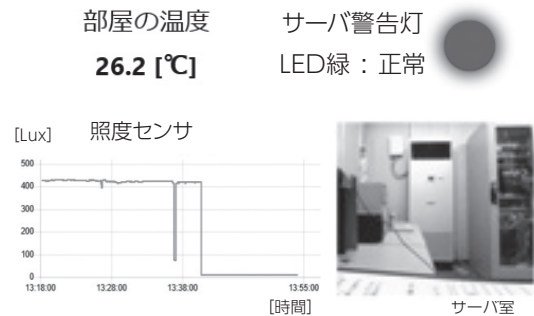 部屋の温度
26.2 [℃]
サーバ警告灯
LED緑：正常
[Lux]
照度センサ
500
400
300
200
100
0
13:18:00
13:28:00
13:38:00
13:55:00
[時間]
サーバ室